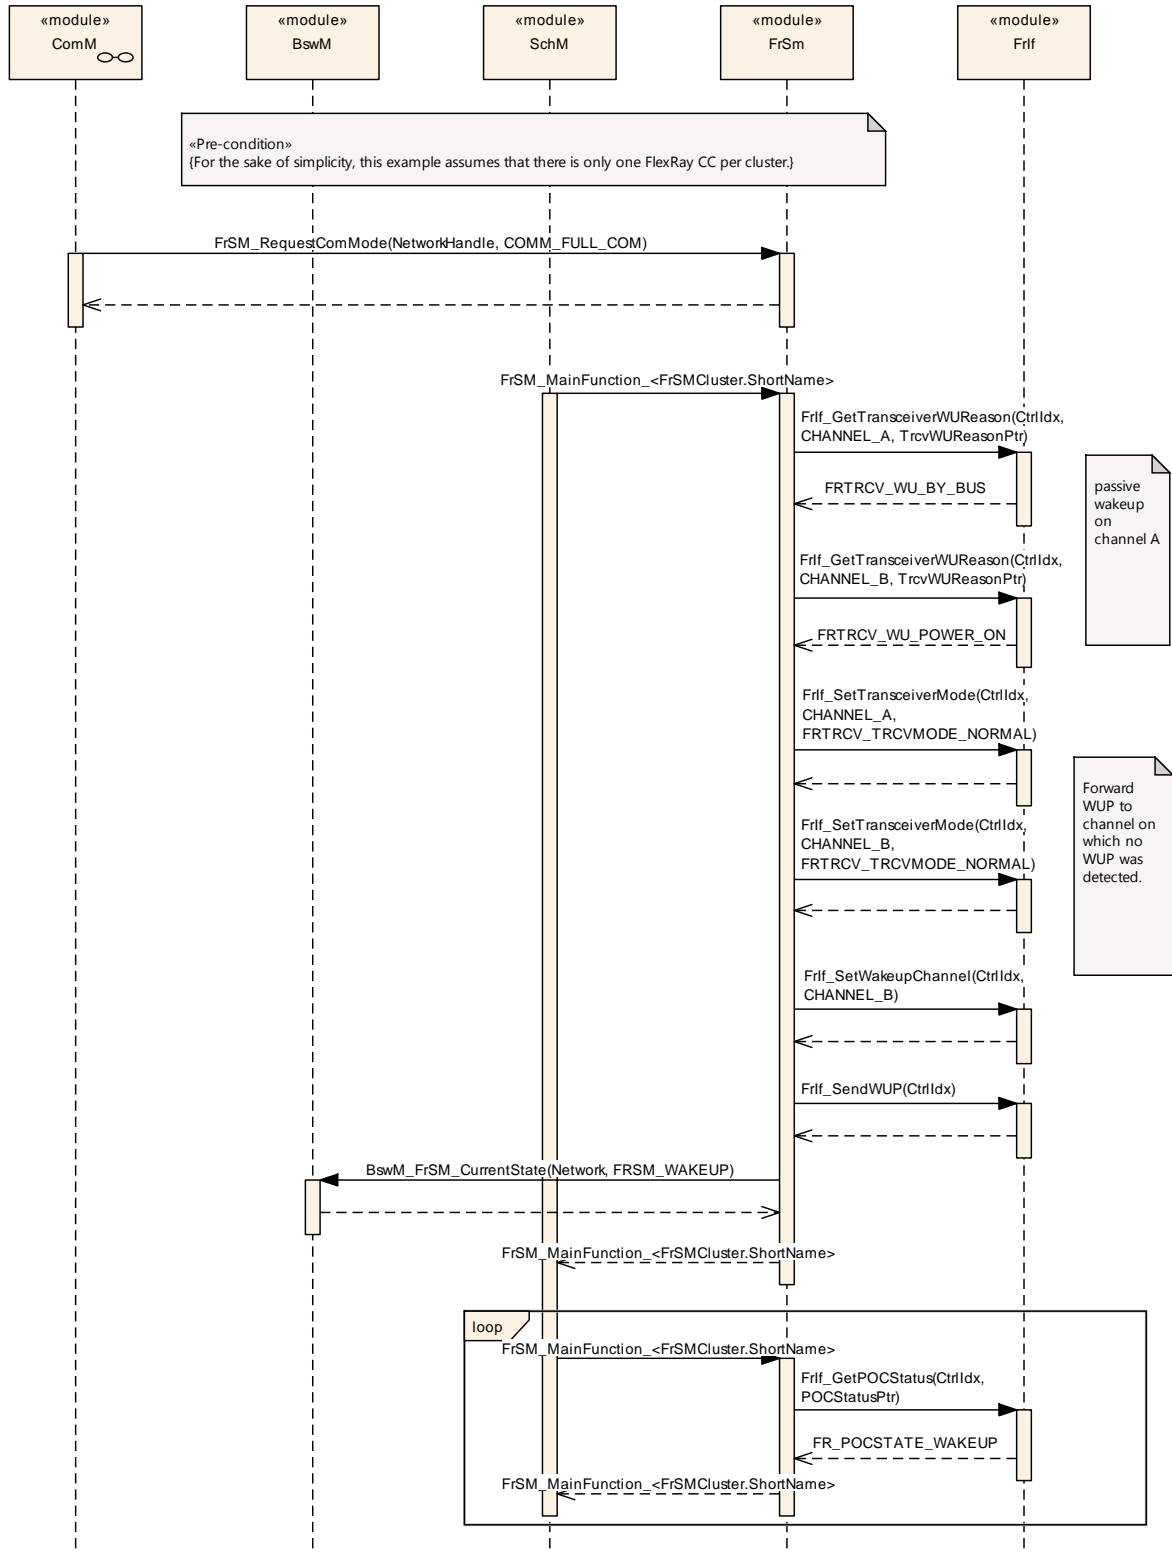 «module»
ComM
«module»
BswM
«module»
SchM
«module»
FrSm
«module»
FrIf
«Pre-condition»
{For the sake of simplicity, this example assumes that there is only one FlexRay CC per cluster.}
FrSM_RequestComMode(NetworkHandle, COMM_FULL_COM)
FrSM_MainFunction_<FrSMCluster.ShortName>
FrIf_GetTransceiverWUReason(CtrlIdx,
CHANNEL_A, TrcvWUReasonPtr)
FRTRCV_WU_BY_BUS
passive
wakeup
on
channel A
FrIf_GetTransceiverWUReason(CtrlIdx,
CHANNEL_B, TrcvWUReasonPtr)
FRTRCV_WU_POWER_ON
FrIf_SetTransceiverMode(CtrlIdx,
CHANNEL_A,
FRTRCV_TRCVMODE_NORMAL)
Forward
WUP to
channel on
which no
WUP was
detected.
FrIf_SetTransceiverMode(CtrlIdx,
CHANNEL_B,
FRTRCV_TRCVMODE_NORMAL)
FrIf_SetWakeupChannel(CtrlIdx,
CHANNEL_B)
FrIf_SendWUP(CtrlIdx)
BswM_FrSM_CurrentState(Network, FRSM_WAKEUP)
FrSM_MainFunction_<FrSMCluster.ShortName>
loop
FrSM_MainFunction_<FrSMCluster.ShortName>
FrIf_GetPOCStatus(CtrlIdx,
POCStatusPtr)
FR_POCSTATE_WAKEUP
FrSM_MainFunction_<FrSMCluster.ShortName>